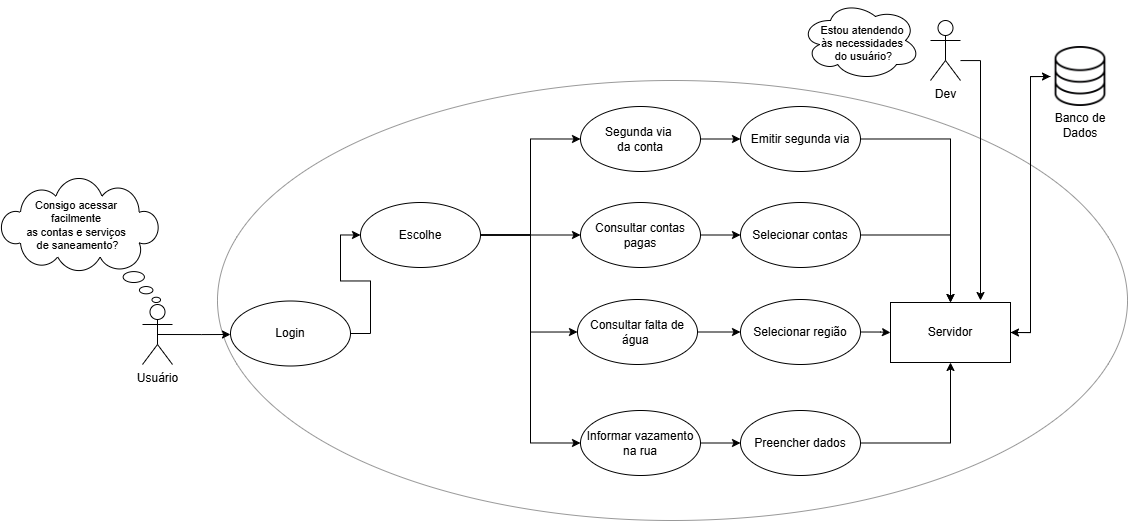 Estou atendendo
às necessidades
do usuário?
Dev
Banco de
Dados
Segunda via
da conta
Emitir segunda via
Consigo acessar
facilmente
as contas e serviços
de saneamento?
Escolhe
Consultar contas
pagas
Selecionar contas
Login
Consultar falta de
água
Selecionar região
Servidor
Usuário
Informar vazamento
na rua
Preencher dados